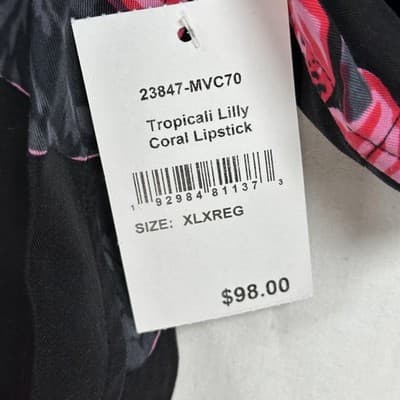 23847-MVC70
Tropicali Lilly
Coral Lipstick
1 92984 81137 3
SIZE: XLXREG
$98.00